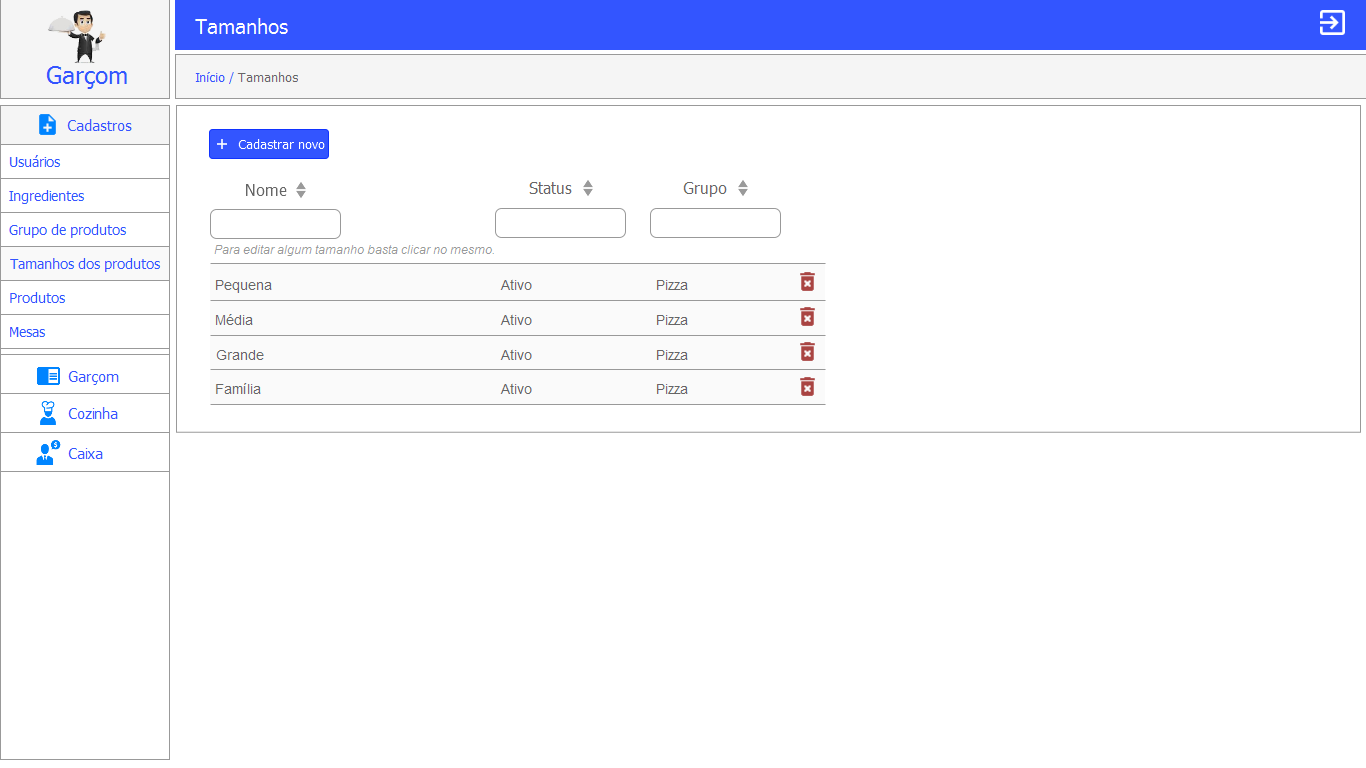 Garçom
Tamanhos
Início / Tamanhos
Cadastros
Usuários
Ingredientes
Grupo de produtos
Tamanhos dos produtos
Produtos
Mesas
Garçom
Cozinha
Caixa
+ Cadastrar novo
Nome Status Grupo
Para editar algum tamanho basta clicar no mesmo.
Pequena Ativo Pizza
Média Ativo Pizza
Grande Ativo Pizza
Família Ativo Pizza